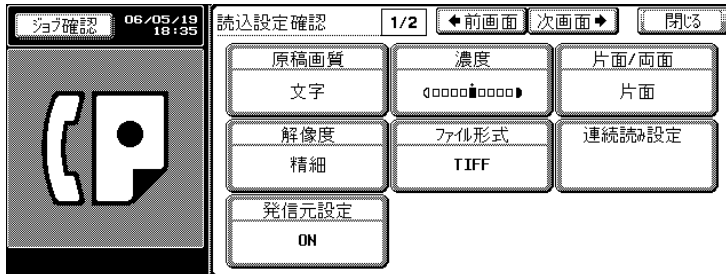 ジョブ確認 06/05/19 18:35
読込設定確認 1/2 前画面 次画面 閉じる
原稿画質 濃度 片面/両面
文字 片面
解像度 ファイル形式 連続読み設定
精細 TIFF
発信元設定
ON